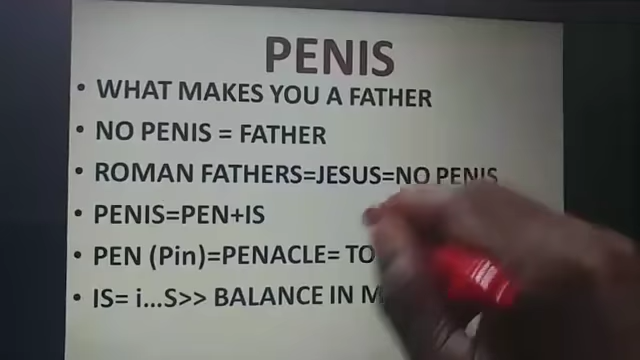 PENIS
• WHAT MAKES YOU A FATHER
• NO PENIS = FATHER
• ROMAN FATHERS=JESUS=NO PENIS
• PENIS=PEN+IS
• PEN (Pin)=PENACLE= TO
• IS= i...S>> BALANCE IN M